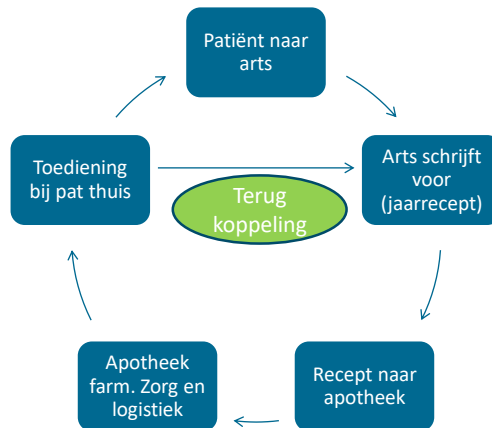 Patiënt naar
arts
Arts schrijft
voor
(jaarrecept)
Recept naar
apotheek
Apotheek
farm. Zorg en
logistiek
Toediening
bij pat thuis
Terug
koppeling